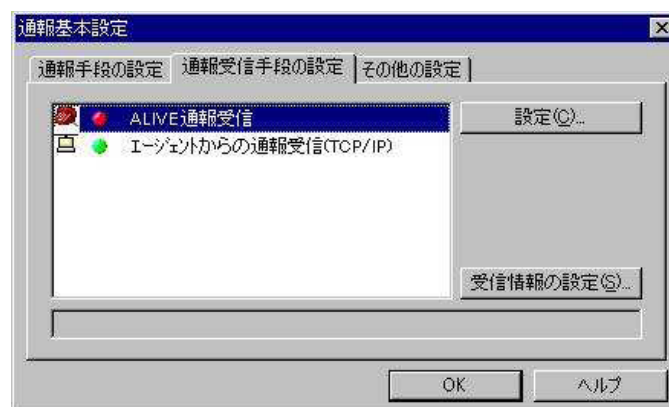 通報基本設定
通報手段の設定 通報受信手段の設定 その他の設定
ALIVE通報受信
設定(C)...
エージェントからの通報受信(TCP/IP)
受信情報の設定(S)...
OK
ヘルプ